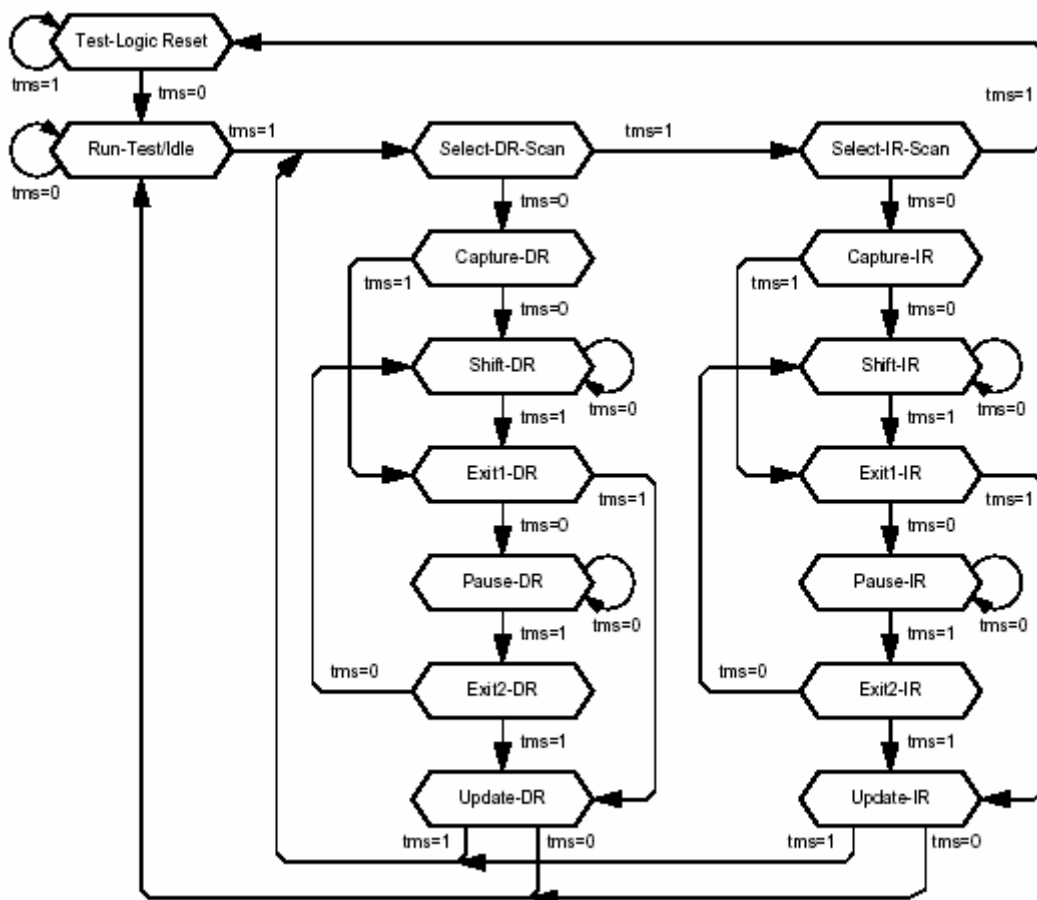 Test-Logic Reset
tms=1
tms=0
tms=1
Run-Test/Idle
tms=1
Select-DR-Scan
tms=1
Select-IR-Scan
tms=0
tms=0
tms=0
Capture-DR
Capture-IR
tms=1
tms=1
tms=0
tms=0
Shift-DR
Shift-IR
tms=0
tms=0
tms=1
tms=1
Exit1-DR
Exit1-IR
tms=1
tms=1
tms=0
tms=0
Pause-DR
Pause-IR
tms=0
tms=0
tms=1
tms=1
tms=0
Exit2-DR
tms=0
Exit2-IR
tms=1
tms=1
Update-DR
Update-IR
tms=1
tms=0
tms=1
tms=0